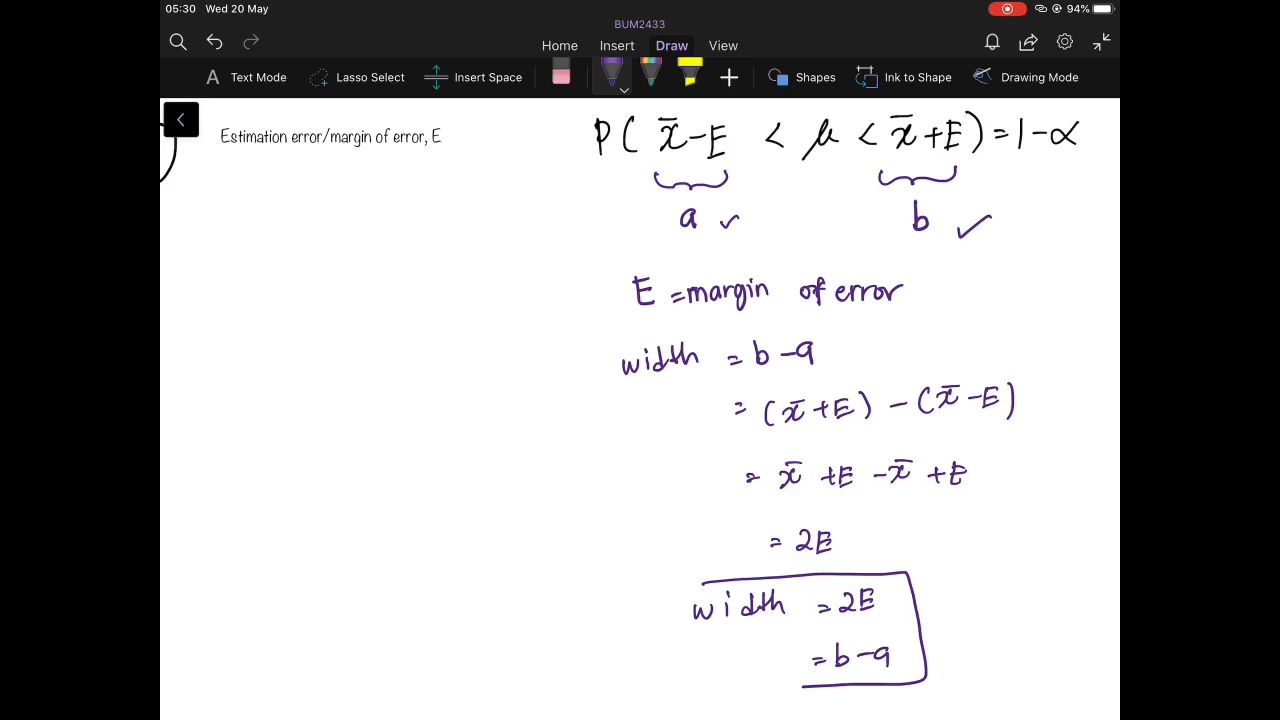 05:30 Wed 20 May
94%
BUM2433
Home Insert Draw View
Text Mode Lasso Select Insert Space Shapes Ink to Shape Drawing Mode
Estimation error/margin of error, E
P( x̄-E < μ < x̄+E) = 1-α
a ✓ b ✓
E = margin of error
width = b-a
= (x̄+E) - (x̄-E)
= x̄ +E -x̄ +E
= 2E
width = 2E
= b-a